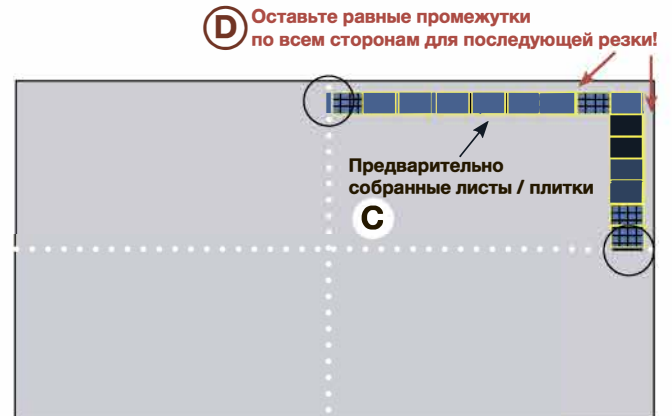 D Оставьте равные промежутки
по всем сторонам для последующей резки!
Предварительно
собранные листы / плитки
C